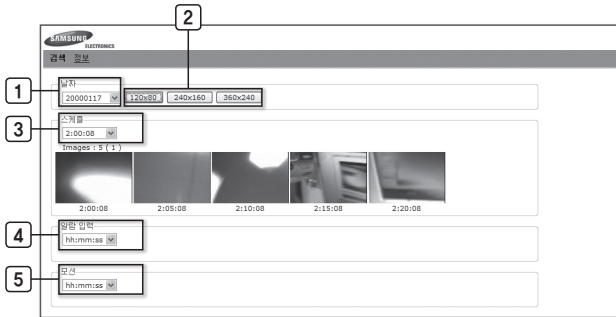 2
SAMSUNG
ELECTRONICS
검색 정보
1
날짜
20000117 120x80 240x160 360x240
3
스케쥴
2:00:08
Images : 5 ( 1 )
2:00:08 2:05:08 2:10:08 2:15:08 2:20:08
4
알람 입력
hh:mm:ss
5
모션
hh:mm:ss